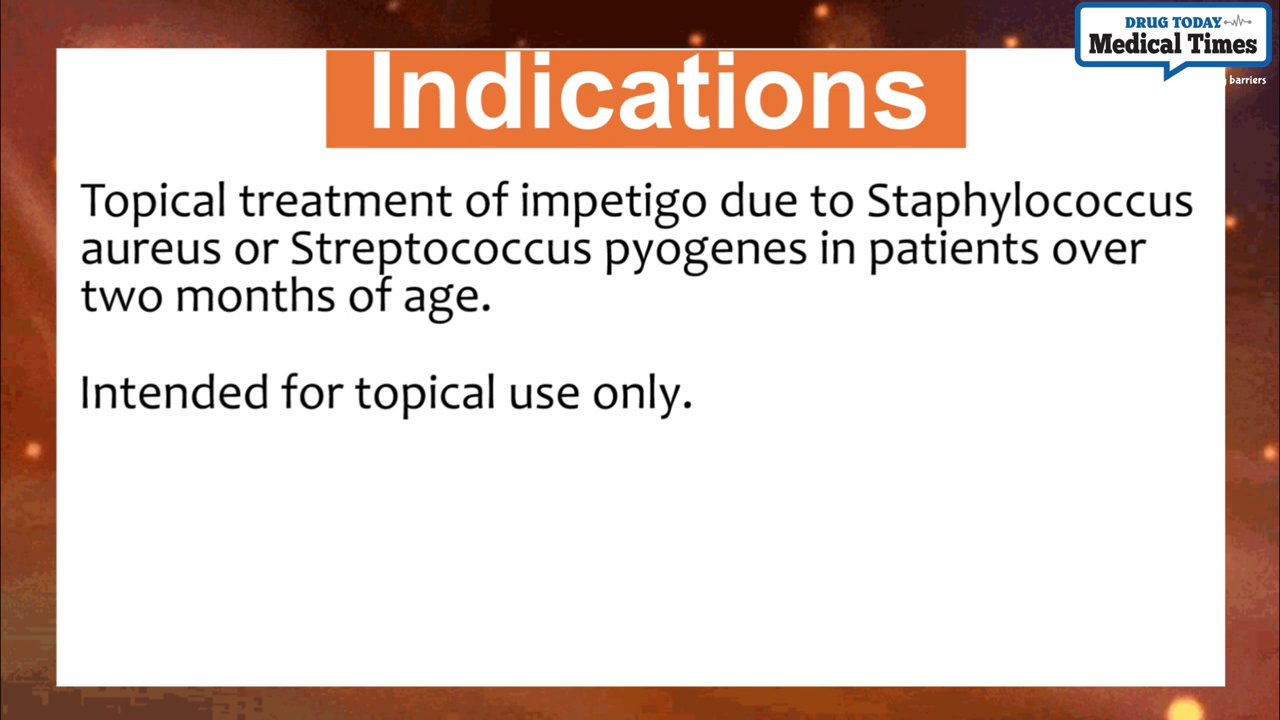 DRUG TODAY
Medical Times
barriers
Indications
Topical treatment of impetigo due to Staphylococcus
aureus or Streptococcus pyogenes in patients over
two months of age.
Intended for topical use only.